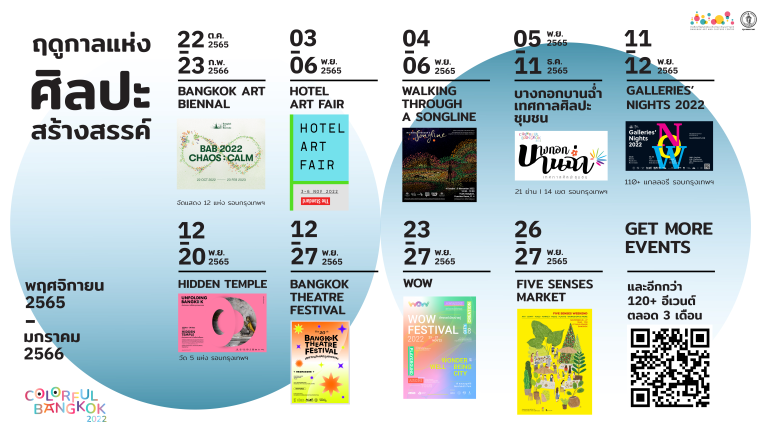 ฤดูกาลแห่ง
ศิลปะ
สร้างสรรค์
พฤศจิกายน
2565
–
มกราคม
2566
COLORFUL
BANGKOK
2022
22 ต.ค. 2565
23 ก.พ. 2566
BANGKOK ART
BIENNAL
BAB 2022
CHAOS : CALM
จัดแสดง 12 แห่ง รอบกรุงเทพฯ
03
06 พ.ย. 2565
HOTEL
ART FAIR
HOTEL
ART
FAIR
3-6 NOV 2022
The Standard
04
06 พ.ย. 2565
WALKING
THROUGH
A SONGLINE
songline
05 พ.ย. 2565
11 ธ.ค. 2565
บางกอกบานฉ่ำ
เทศกาลศิลปะ
ชุมชน
บางกอก
บานฉ่ำ
21 ย่าน I 14 เขต รอบกรุงเทพฯ
11
12 พ.ย. 2565
GALLERIES'
NIGHTS 2022
Galleries'
Nights
2022
NOW
110+ แกลลอรี รอบกรุงเทพฯ
12
20 พ.ย. 2565
HIDDEN TEMPLE
UNFOLDING
BANGKOK
HIDDEN
TEMPLE
วัด 5 แห่ง รอบกรุงเทพฯ
12
27 พ.ย. 2565
BANGKOK
THEATRE
FESTIVAL
BANGKOK
THEATRE
FESTIVAL
23
27 พ.ย. 2565
WOW
WOW
FESTIVAL
2022
WONDER &
WELL BEING
CITY
26
27 พ.ย. 2565
FIVE SENSES
MARKET
FIVE SENSES WEEKEND
GET MORE
EVENTS
และอีกกว่า
120+ อีเวนต์
ตลอด 3 เดือน